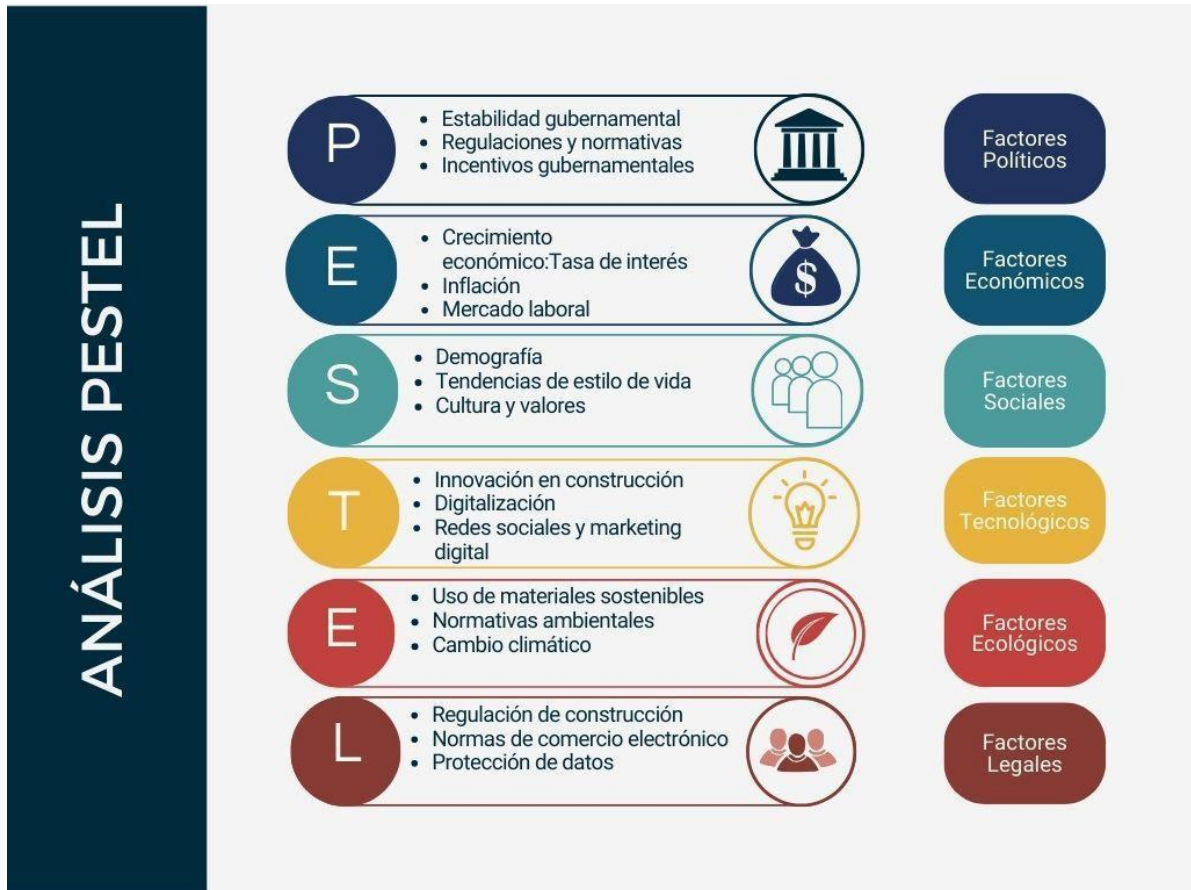 ANÁLISIS PESTEL
P
• Estabilidad gubernamental
• Regulaciones y normativas
• Incentivos gubernamentales
Factores
Políticos
E
• Crecimiento
económico:Tasa de interés
• Inflación
• Mercado laboral
$
Factores
Económicos
S
• Demografía
• Tendencias de estilo de vida
• Cultura y valores
Factores
Sociales
T
• Innovación en construcción
• Digitalización
• Redes sociales y marketing
digital
Factores
Tecnológicos
E
• Uso de materiales sostenibles
• Normativas ambientales
• Cambio climático
Factores
Ecológicos
L
• Regulación de construcción
• Normas de comercio electrónico
• Protección de datos
Factores
Legales